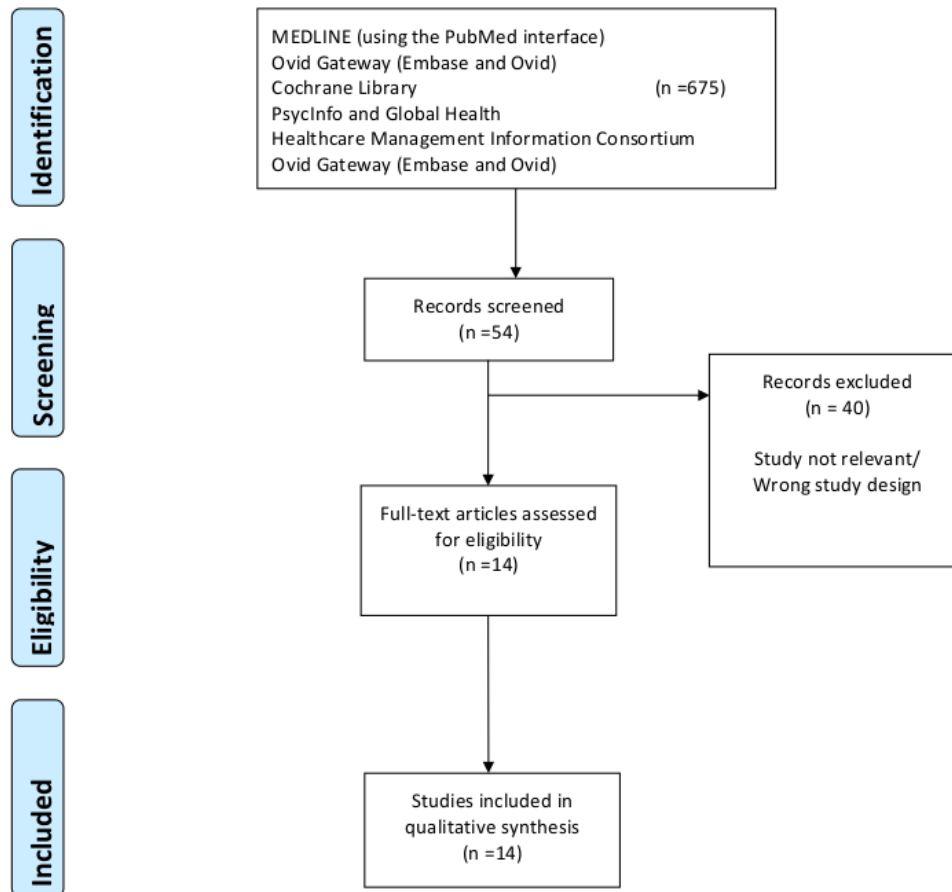 Identification
MEDLINE (using the PubMed interface)
Ovid Gateway (Embase and Ovid)
Cochrane Library (n =675)
PsycInfo and Global Health
Healthcare Management Information Consortium
Ovid Gateway (Embase and Ovid)
Screening
Records screened
(n =54)
Records excluded
(n = 40)
Study not relevant/
Wrong study design
Eligibility
Full-text articles assessed
for eligibility
(n =14)
Included
Studies included in
qualitative synthesis
(n =14)